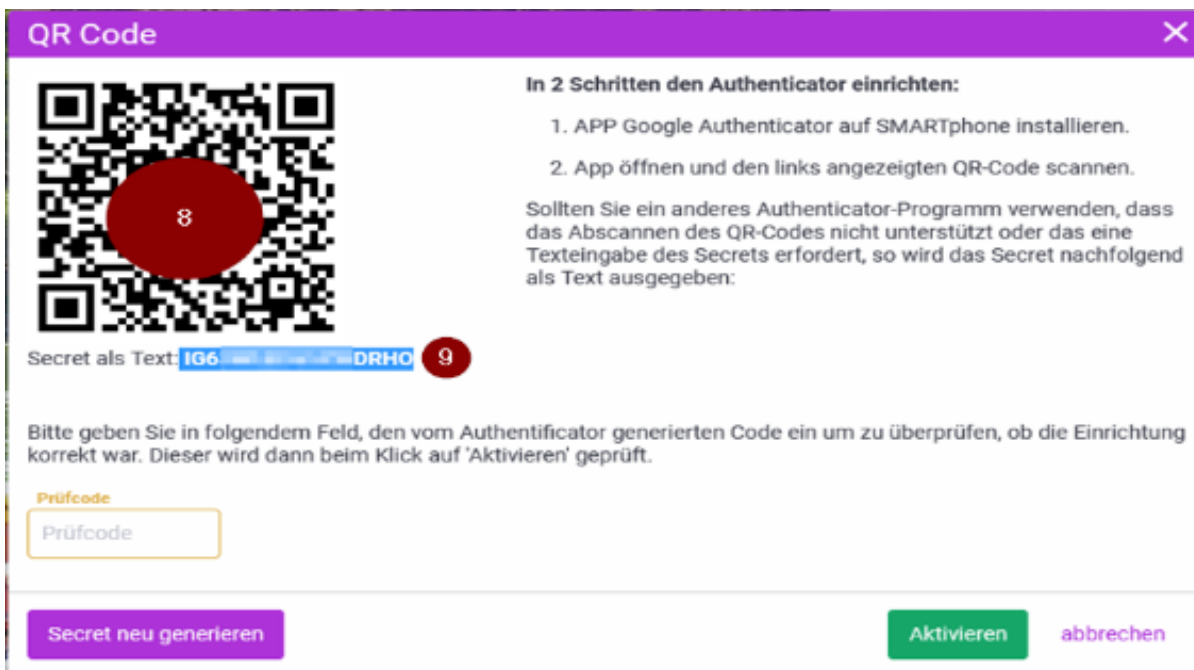 QR Code
8
In 2 Schritten den Authenticator einrichten:
1. APP Google Authenticator auf SMARTphone installieren.
2. App öffnen und den links angezeigten QR-Code scannen.
Sollten Sie ein anderes Authenticator-Programm verwenden, dass
das Abscannen des QR-Codes nicht unterstützt oder das eine
Texteingabe des Secrets erfordert, so wird das Secret nachfolgend
als Text ausgegeben:
Secret als Text: IG6 DRHO 9
Bitte geben Sie in folgendem Feld, den vom Authentificator generierten Code ein um zu überprüfen, ob die Einrichtung
korrekt war. Dieser wird dann beim Klick auf 'Aktivieren' geprüft.
Prüfcode
Prüfcode
Secret neu generieren
Aktivieren
abbrechen